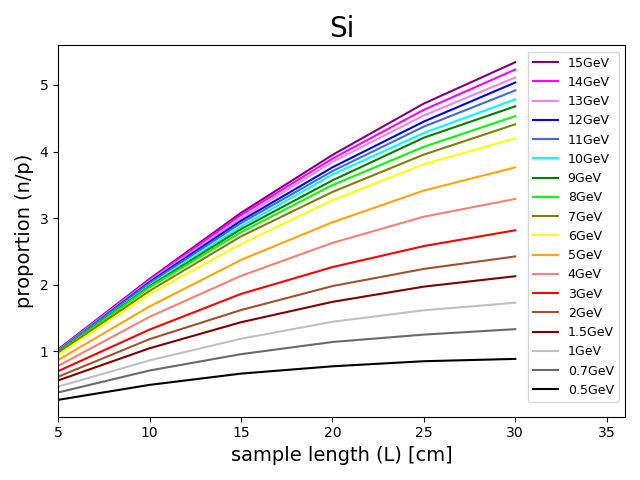 Si
proportion (n/p)
5
4
3
2
1
5
10
15
20
25
30
35
sample length (L) [cm]
15GeV
14GeV
13GeV
12GeV
11GeV
10GeV
9GeV
8GeV
7GeV
6GeV
5GeV
4GeV
3GeV
2GeV
1.5GeV
1GeV
0.7GeV
0.5GeV